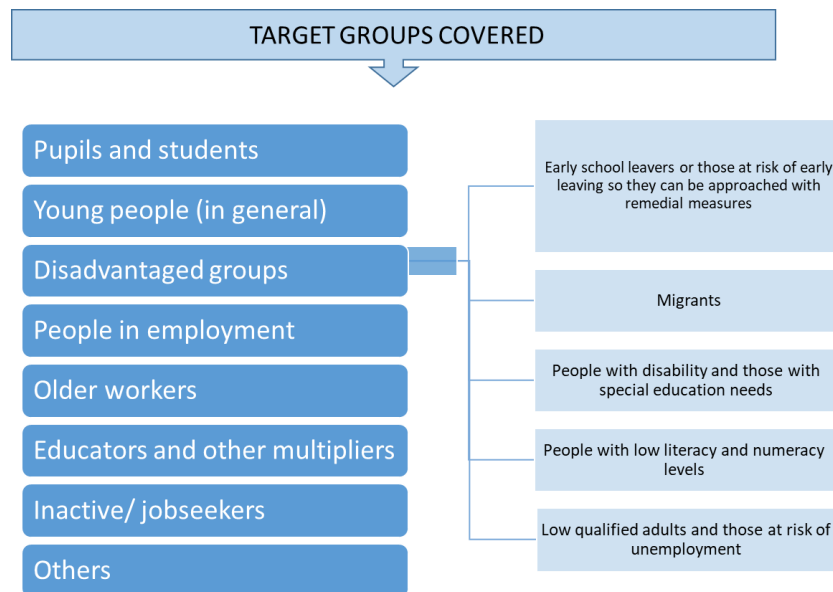 TARGET GROUPS COVERED
Pupils and students
Young people (in general)
Disadvantaged groups
People in employment
Older workers
Educators and other multipliers
Inactive/ jobseekers
Others
Early school leavers or those at risk of early
leaving so they can be approached with
remedial measures
Migrants
People with disability and those with
special education needs
People with low literacy and numeracy
levels
Low qualified adults and those at risk of
unemployment